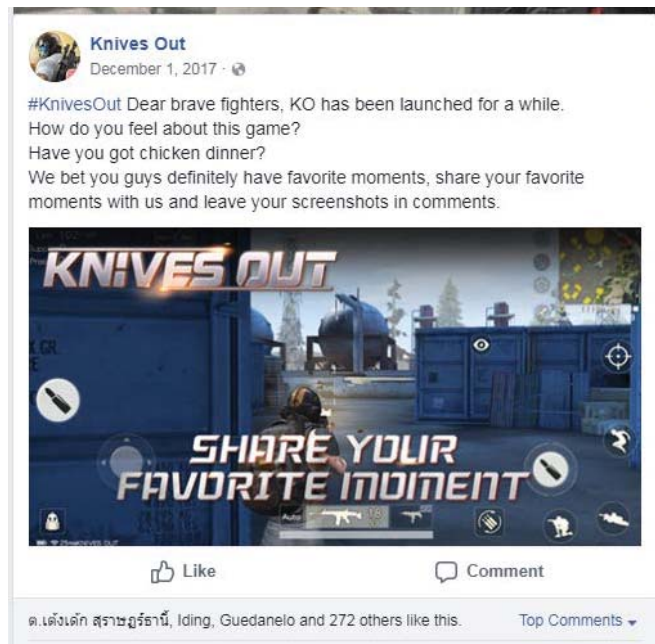 Knives Out
December 1, 2017 ·
#KnivesOut Dear brave fighters, KO has been launched for a while.
How do you feel about this game?
Have you got chicken dinner?
We bet you guys definitely have favorite moments, share your favorite
moments with us and leave your screenshots in comments.
KNIVES OUT
SHARE YOUR
FAVORITE MOMENT
Auto
Like
Comment
ต.เต้งเด้ก สุราษฎร์ธานี้, Iding, Guedanelo and 272 others like this.
Top Comments